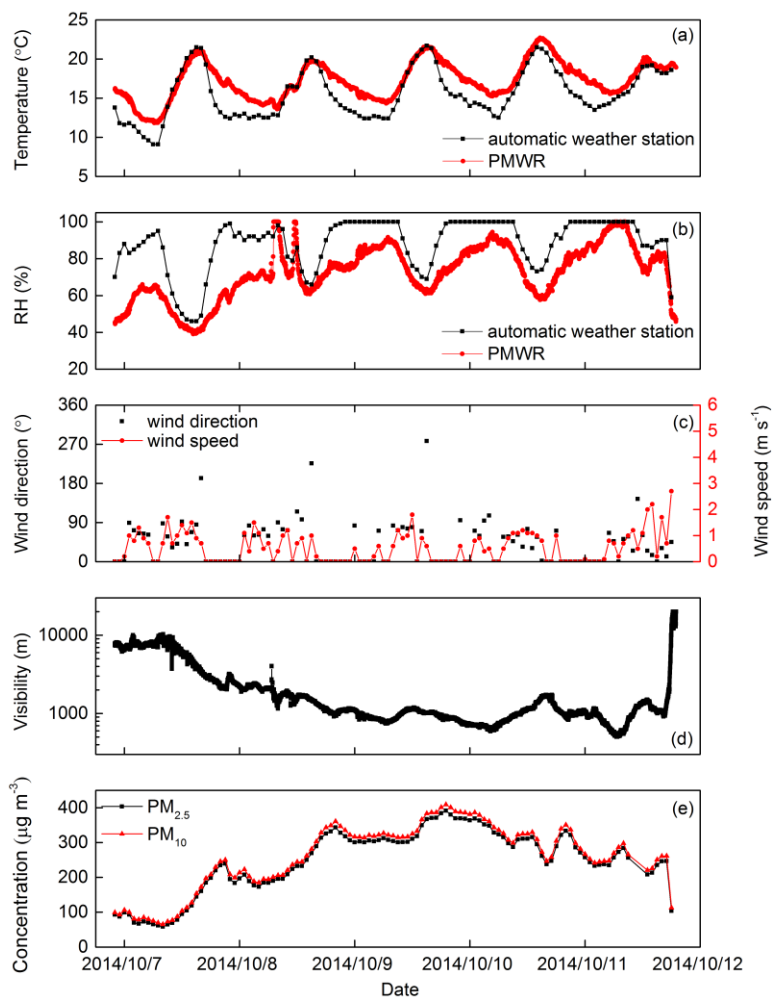 25
20
15
10
5
Temperature (°C)
(a)
automatic weather station
PMWR
100
80
60
40
20
RH (%)
(b)
automatic weather station
PMWR
360
270
180
90
0
Wind direction (°)
wind direction
wind speed
(c)
6
5
4
3
2
1
0
Wind speed (m s⁻¹)
10000
1000
Visibility (m)
(d)
400
300
200
100
0
Concentration (μg m⁻³)
PM₂.₅
PM₁₀
(e)
2014/10/7 2014/10/8 2014/10/9 2014/10/10 2014/10/11 2014/10/12
Date